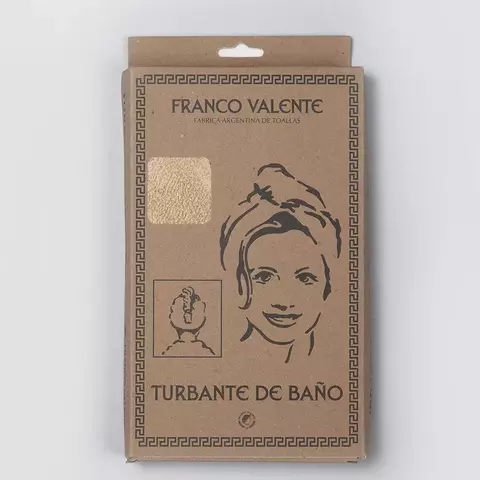 FRANCO VALENTE
FABRICA ARGENTINA DE TOALLAS
TURBANTE DE BAÑO